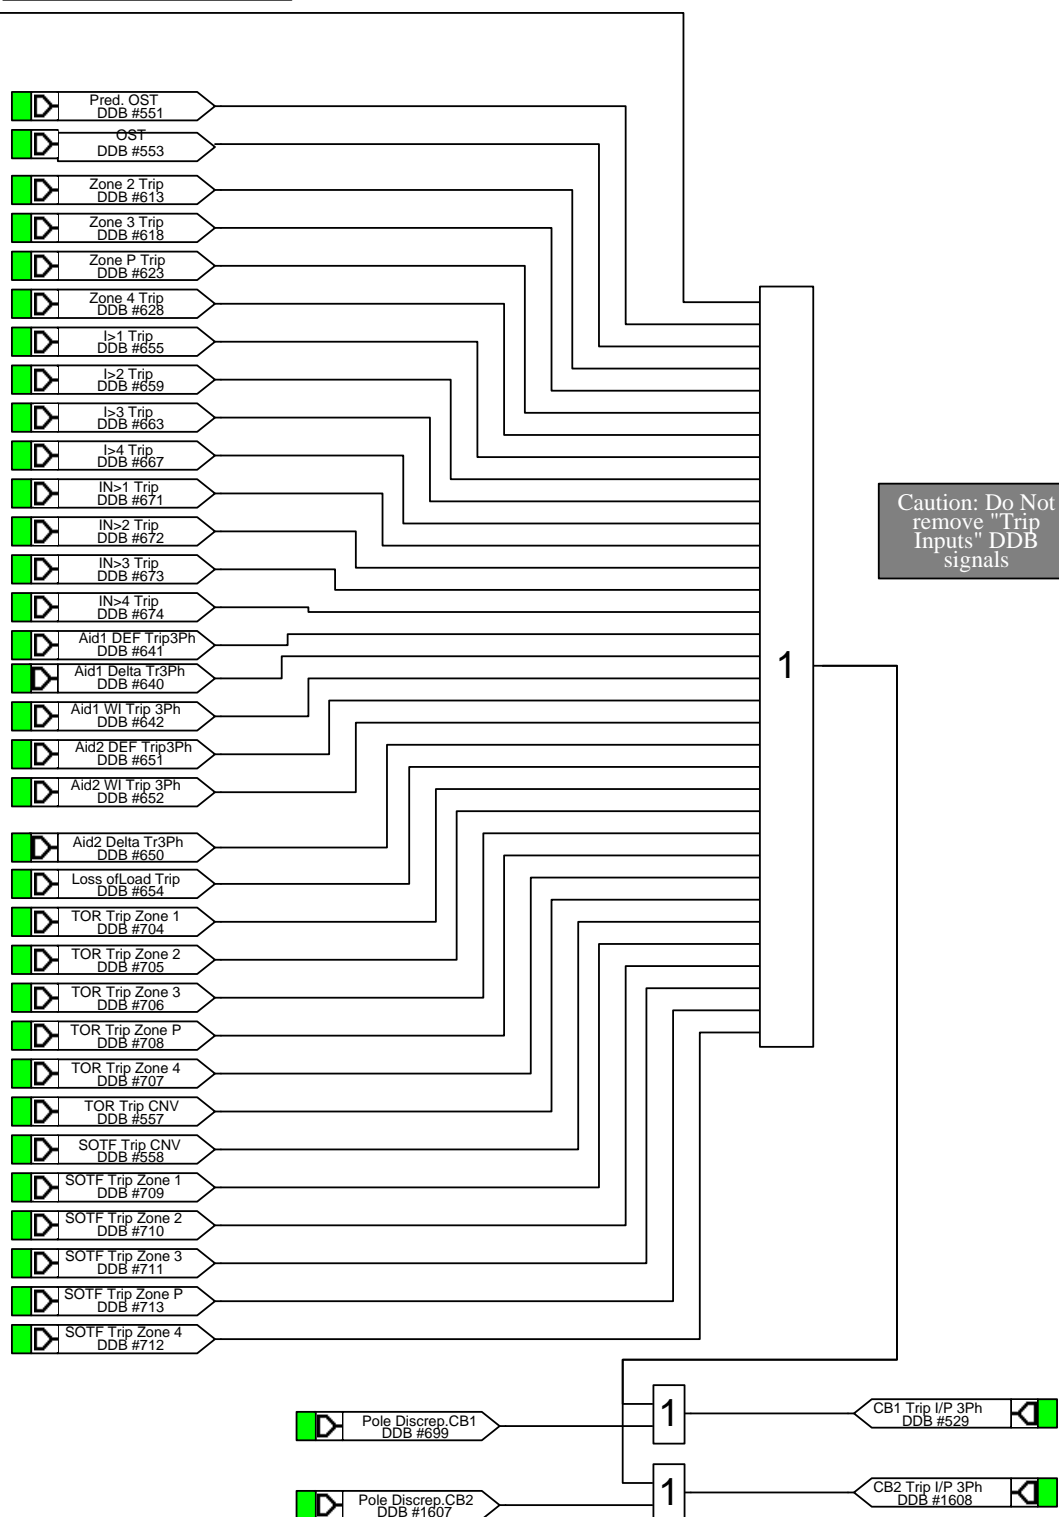 Pred. OST
DDB #551
OST
DDB #553
Zone 2 Trip
DDB #613
Zone 3 Trip
DDB #618
Zone P Trip
DDB #623
Zone 4 Trip
DDB #628
I>1 Trip
DDB #655
I>2 Trip
DDB #659
I>3 Trip
DDB #663
I>4 Trip
DDB #667
IN>1 Trip
DDB #671
IN>2 Trip
DDB #672
IN>3 Trip
DDB #673
IN>4 Trip
DDB #674
Aid1 DEF Trip3Ph
DDB #641
Aid1 Delta Tr3Ph
DDB #640
Aid1 WI Trip 3Ph
DDB #642
Aid2 DEF Trip3Ph
DDB #651
Aid2 WI Trip 3Ph
DDB #652
Aid2 Delta Tr3Ph
DDB #650
Loss ofLoad Trip
DDB #654
TOR Trip Zone 1
DDB #704
TOR Trip Zone 2
DDB #705
TOR Trip Zone 3
DDB #706
TOR Trip Zone P
DDB #708
TOR Trip Zone 4
DDB #707
TOR Trip CNV
DDB #557
SOTF Trip CNV
DDB #558
SOTF Trip Zone 1
DDB #709
SOTF Trip Zone 2
DDB #710
SOTF Trip Zone 3
DDB #711
SOTF Trip Zone P
DDB #713
SOTF Trip Zone 4
DDB #712
1
Caution: Do Not
remove "Trip
Inputs" DDB
signals
Pole Discrep.CB1
DDB #699
1
CB1 Trip I/P 3Ph
DDB #529
Pole Discrep.CB2
DDB #1607
1
CB2 Trip I/P 3Ph
DDB #1608